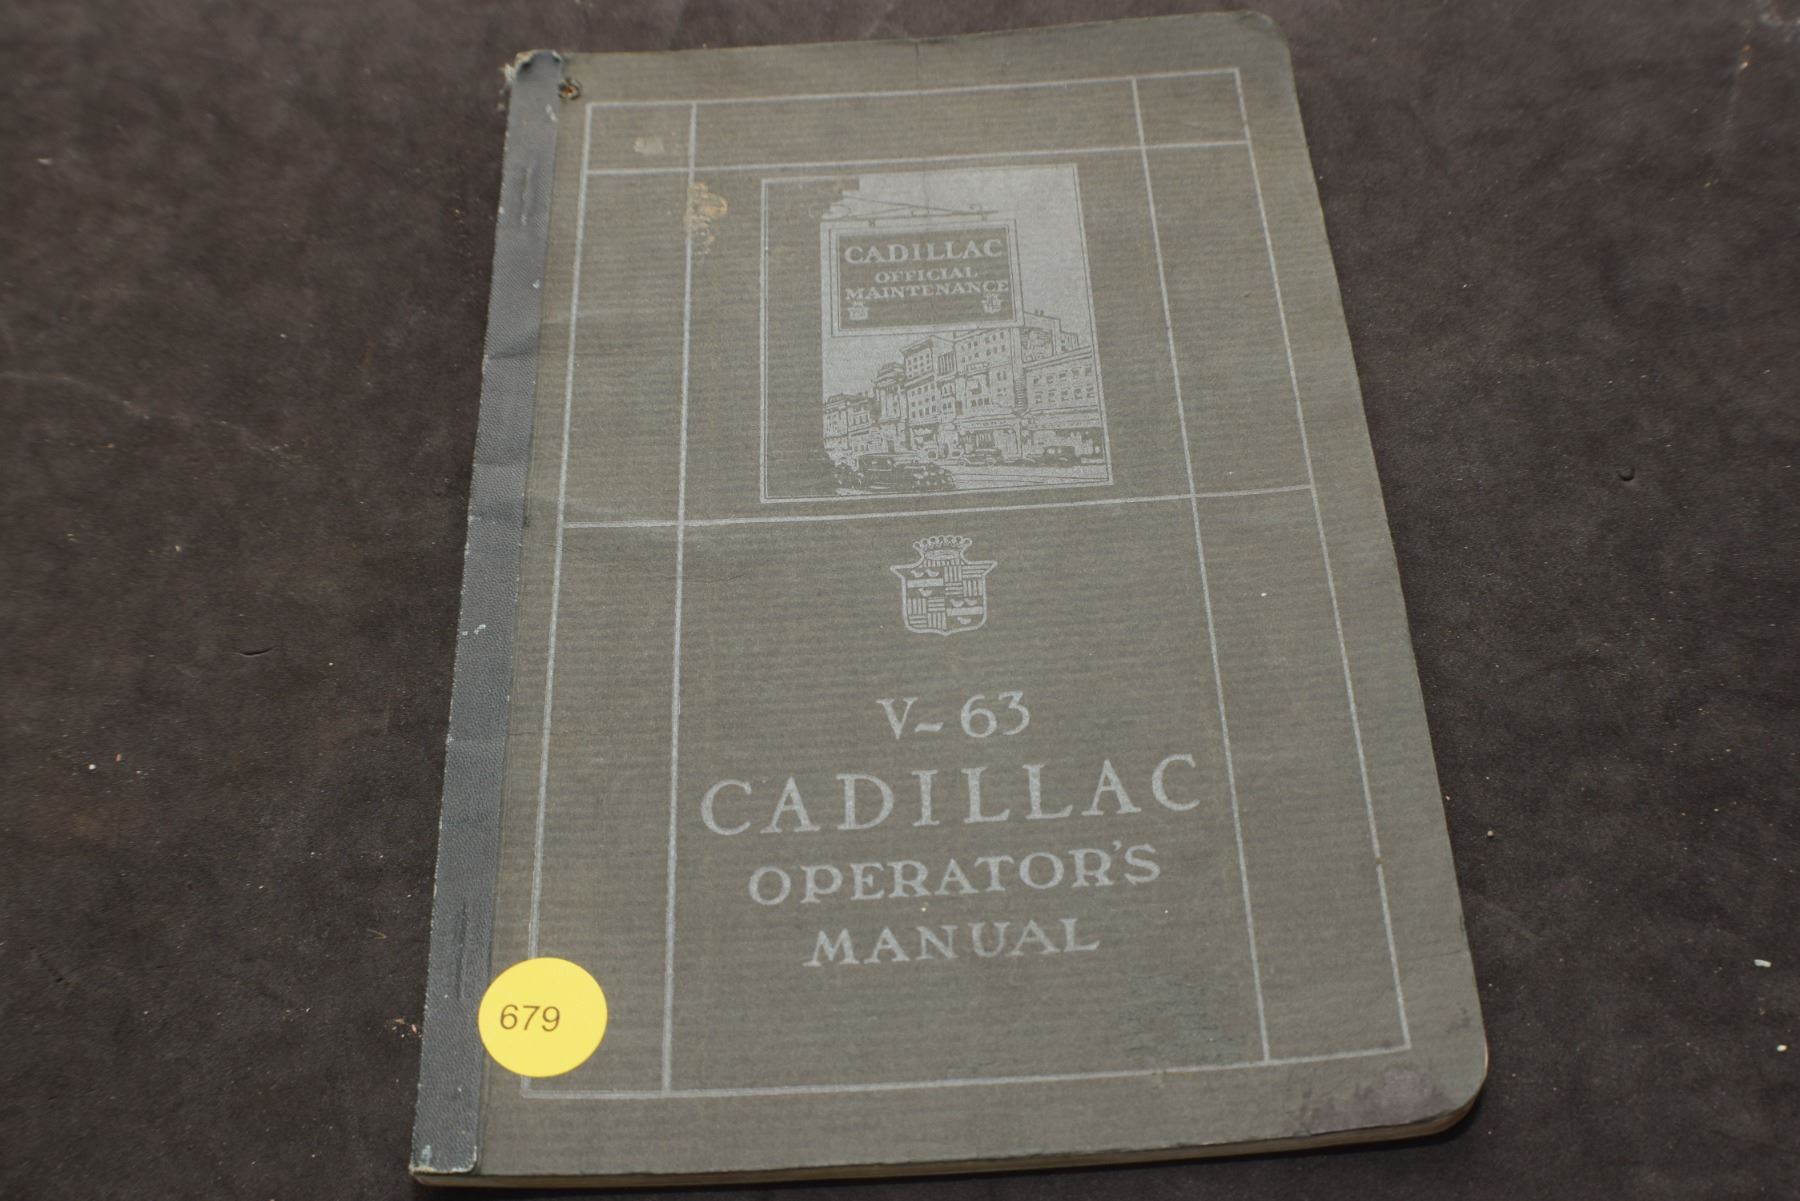 CADILLAC
OFFICIAL
MAINTENANCE
V-63
CADILLAC
OPERATOR'S
MANUAL
679